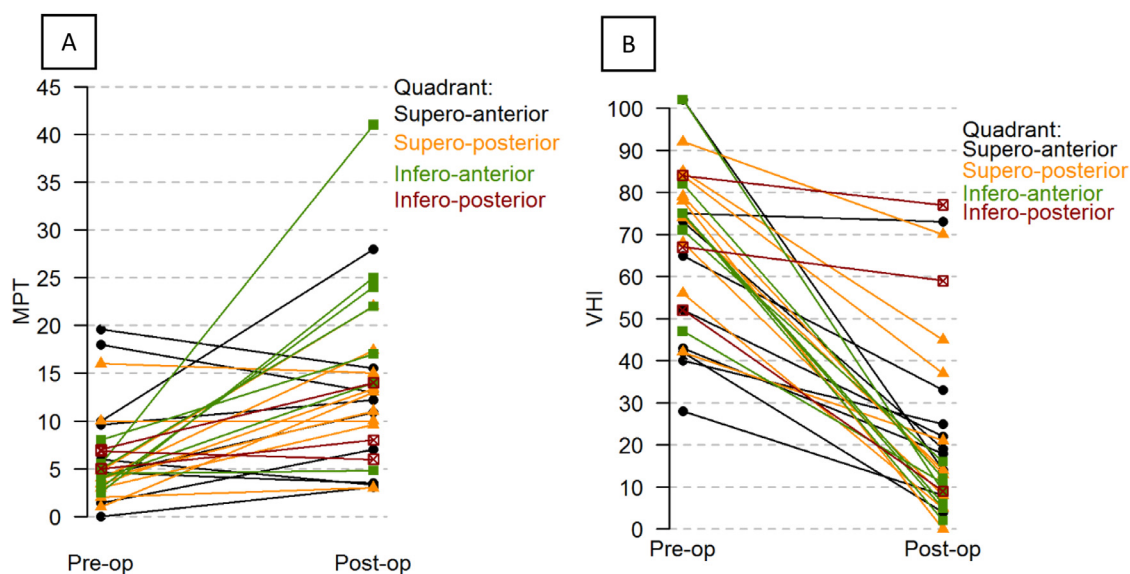 A
MPT
45
40
35
30
25
20
15
10
5
0
Pre-op
Post-op
Quadrant:
Supero-anterior
Supero-posterior
Infero-anterior
Infero-posterior
B
VHI
100
90
80
70
60
50
40
30
20
10
0
Pre-op
Post-op
Quadrant:
Supero-anterior
Supero-posterior
Infero-anterior
Infero-posterior